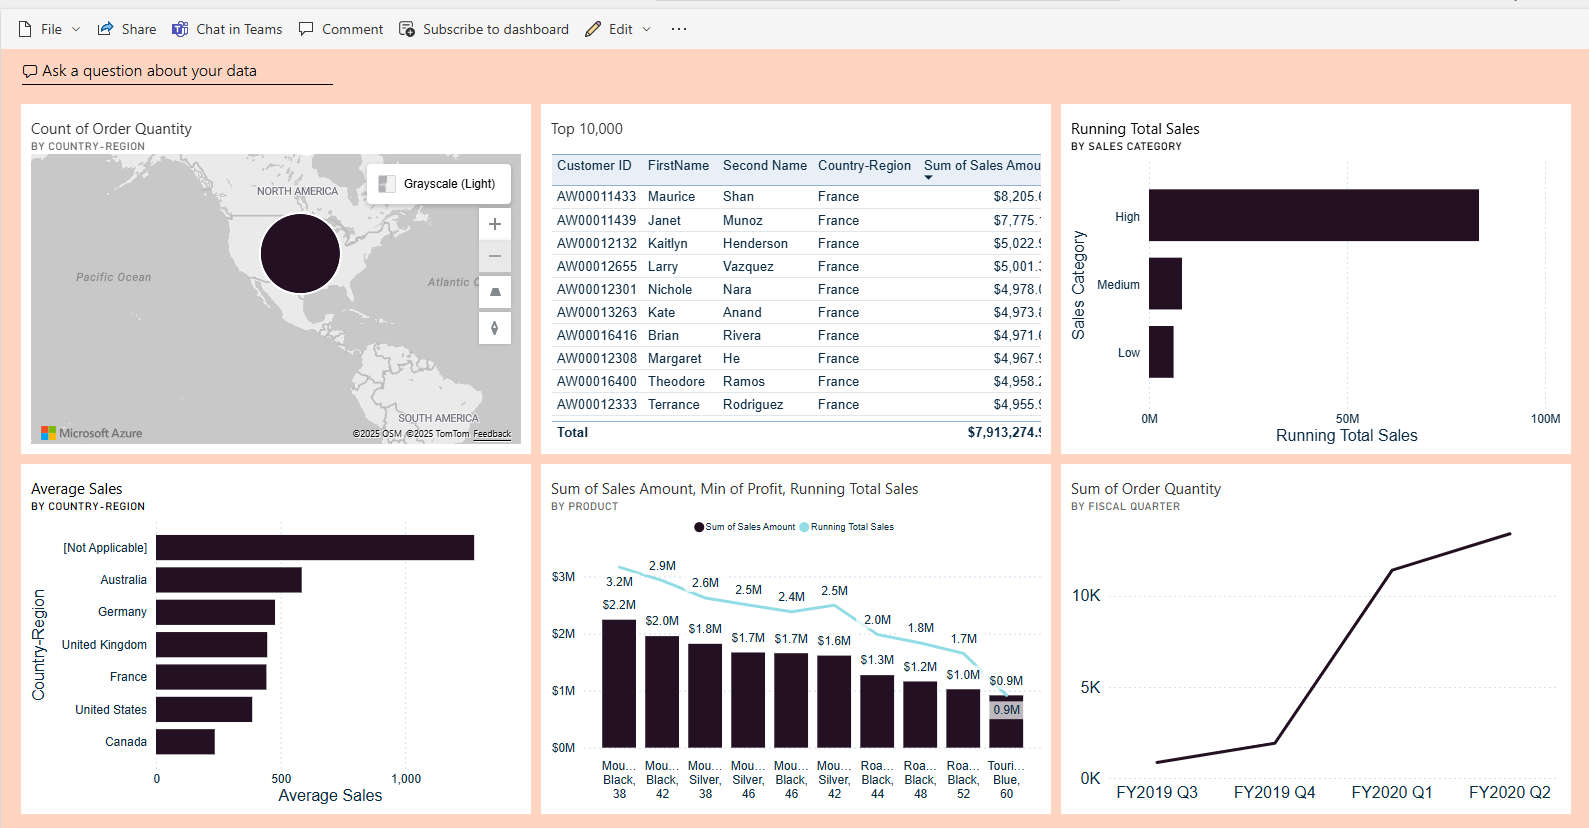 File Share Chat in Teams Comment Subscribe to dashboard Edit ...
Ask a question about your data
Count of Order Quantity
BY COUNTRY-REGION
Grayscale (Light)
NORTH AMERICA
Pacific Ocean
Atlantic
SOUTH AMERICA
Microsoft Azure
©2025 OSM ©2025 TomTom Feedback
Top 10,000
Customer ID FirstName Second Name Country-Region Sum of Sales Amou
AW00011433 Maurice Shan France $8,205.
AW00011439 Janet Munoz France $7,775.
AW00012132 Kaitlyn Henderson France $5,022.
AW00012655 Larry Vazquez France $5,001.
AW00012301 Nichole Nara France $4,978.
AW00013263 Kate Anand France $4,973.
AW00016416 Brian Rivera France $4,971.
AW00012308 Margaret He France $4,967.
AW00016400 Theodore Ramos France $4,958.
AW00012333 Terrance Rodriguez France $4,955.
Total $7,913,274.
Running Total Sales
BY SALES CATEGORY
Sales Category
High
Medium
Low
0M 50M 100M
Running Total Sales
Average Sales
BY COUNTRY-REGION
Country-Region
[Not Applicable]
Australia
Germany
United Kingdom
France
United States
Canada
0 500 1,000
Average Sales
Sum of Sales Amount, Min of Profit, Running Total Sales
BY PRODUCT
Sum of Sales Amount Running Total Sales
$3M
$2M
$1M
$0M
3.2M 2.9M 2.6M 2.5M 2.4M 2.5M 2.0M 1.8M 1.7M 0.9M
$2.2M $2.0M $1.8M $1.7M $1.7M $1.6M $1.3M $1.2M $1.0M $0.9M
Mou... Mou... Mou... Mou... Mou... Mou... Roa... Roa... Roa... Touri...
Black, Black, Silver, Silver, Black, Silver, Black, Black, Black, Blue,
38 42 38 46 46 42 44 48 52 60
Sum of Order Quantity
BY FISCAL QUARTER
10K
5K
0K
FY2019 Q3 FY2019 Q4 FY2020 Q1 FY2020 Q2